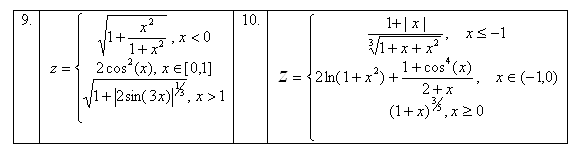 9. z = { √(1 + x²/(1 + x²)) , x < 0
2cos²(x), x ∈ [0,1]
√(1 + |2sin(3x)|^(1/3)) , x > 1
10. z = { (1 + | x |)/∛(1 + x + x²) , x ≤ −1
2ln(1 + x²) + (1 + cos⁴(x))/(2 + x) , x ∈ (−1,0)
(1 + x)^(3/5) , x ≥ 0